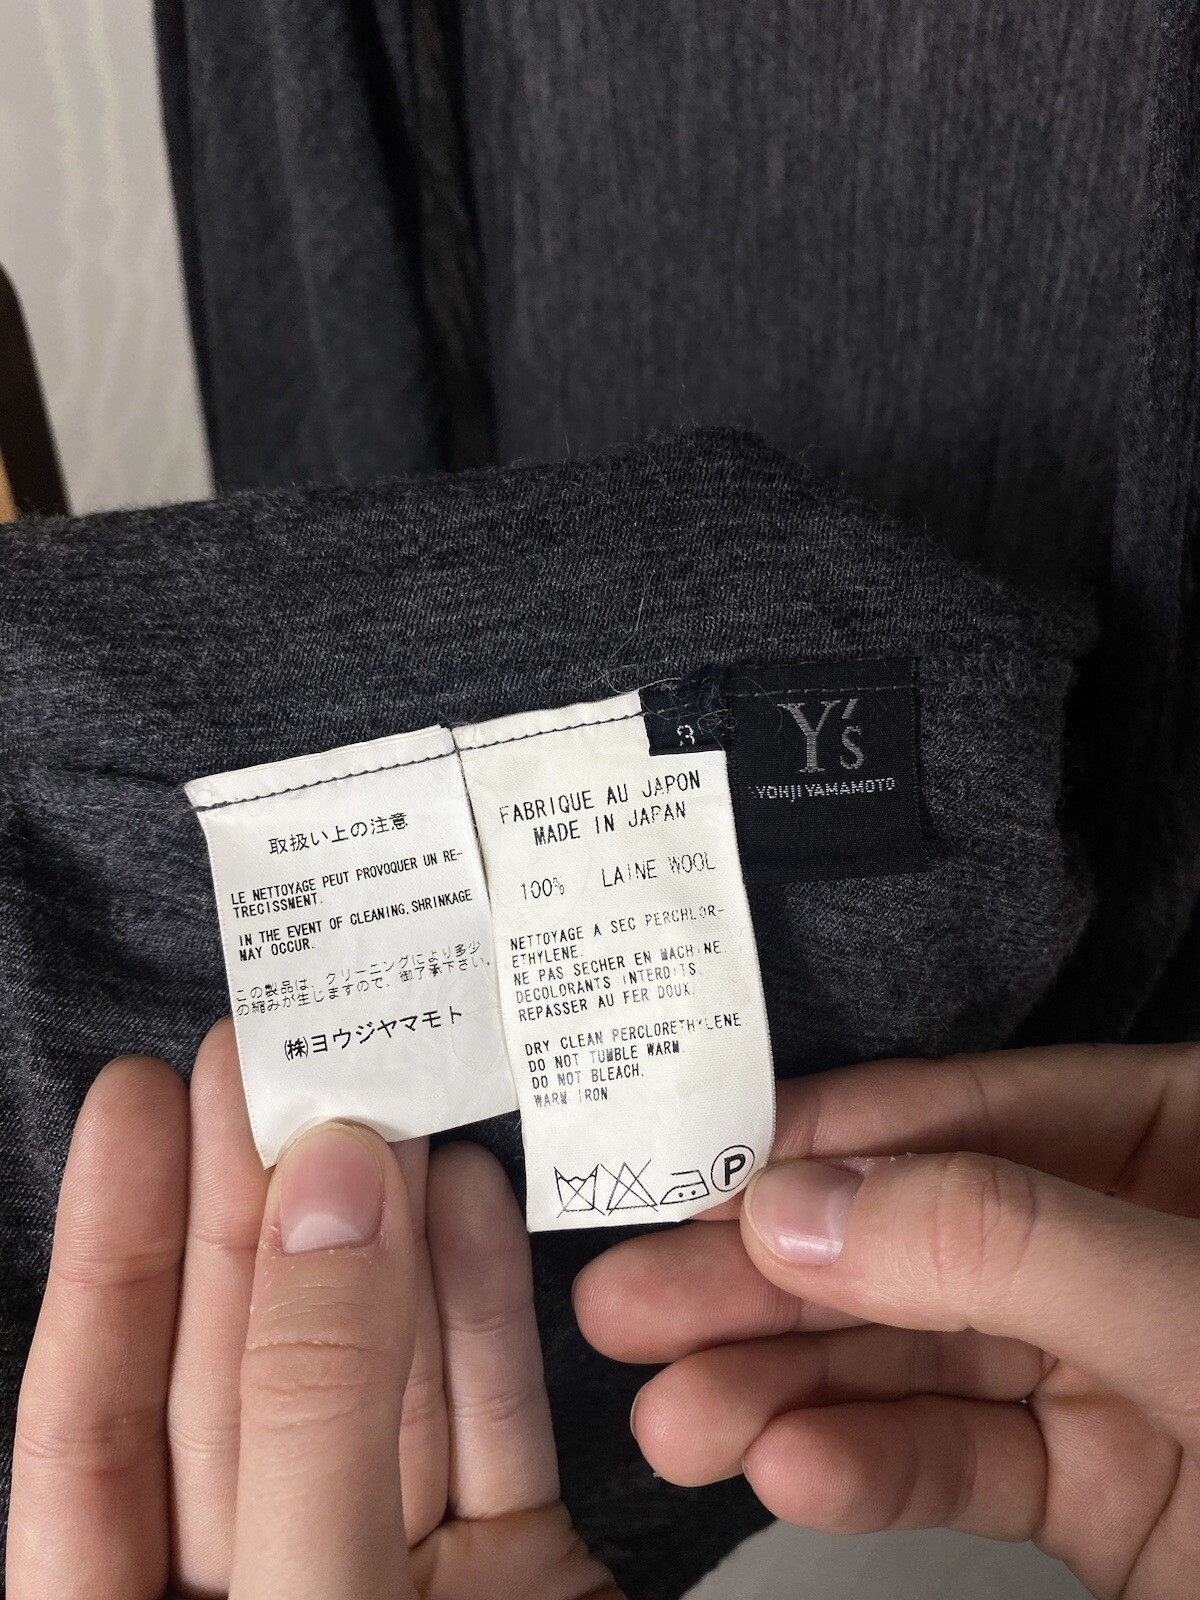 取扱い上の注意
LE NETTOYAGE PEUT PROVOQUER UN RE-
TRECISSMENT.
IN THE EVENT OF CLEANING,SHRINKAGE
MAY OCCUR.
この製品は、クリーニングにより多少
の縮みが生じますので、御了承下さい。
(株)ヨウジヤマモト
FABRIQUE AU JAPON
MADE IN JAPAN
100% LAINE WOOL
NETTOYAGE A SEC PERCHLOR-
ETHYLENE.
NE PAS SECHER EN MACHINE.
DECOLORANTS INTERDITS.
REPASSER AU FER DOUX.
DRY CLEAN PERCLORETHYLENE
DO NOT TUMBLE WARM.
DO NOT BLEACH.
WARM IRON
P
3
Y's
YOHJI YAMAMOTO